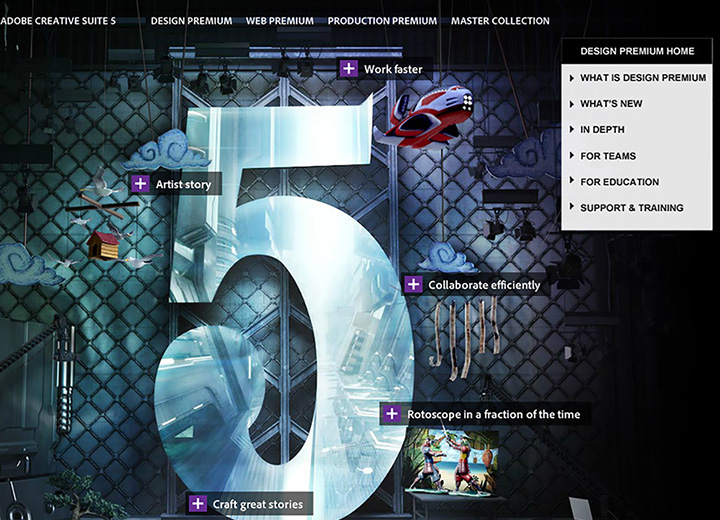 ADOBE CREATIVE SUITE 5 DESIGN PREMIUM WEB PREMIUM PRODUCTION PREMIUM MASTER COLLECTION
DESIGN PREMIUM HOME
WHAT IS DESIGN PREMIUM
WHAT'S NEW
IN DEPTH
FOR TEAMS
FOR EDUCATION
SUPPORT & TRAINING
Work faster
Artist story
5
Collaborate efficiently
Rotoscope in a fraction of the time
Craft great stories